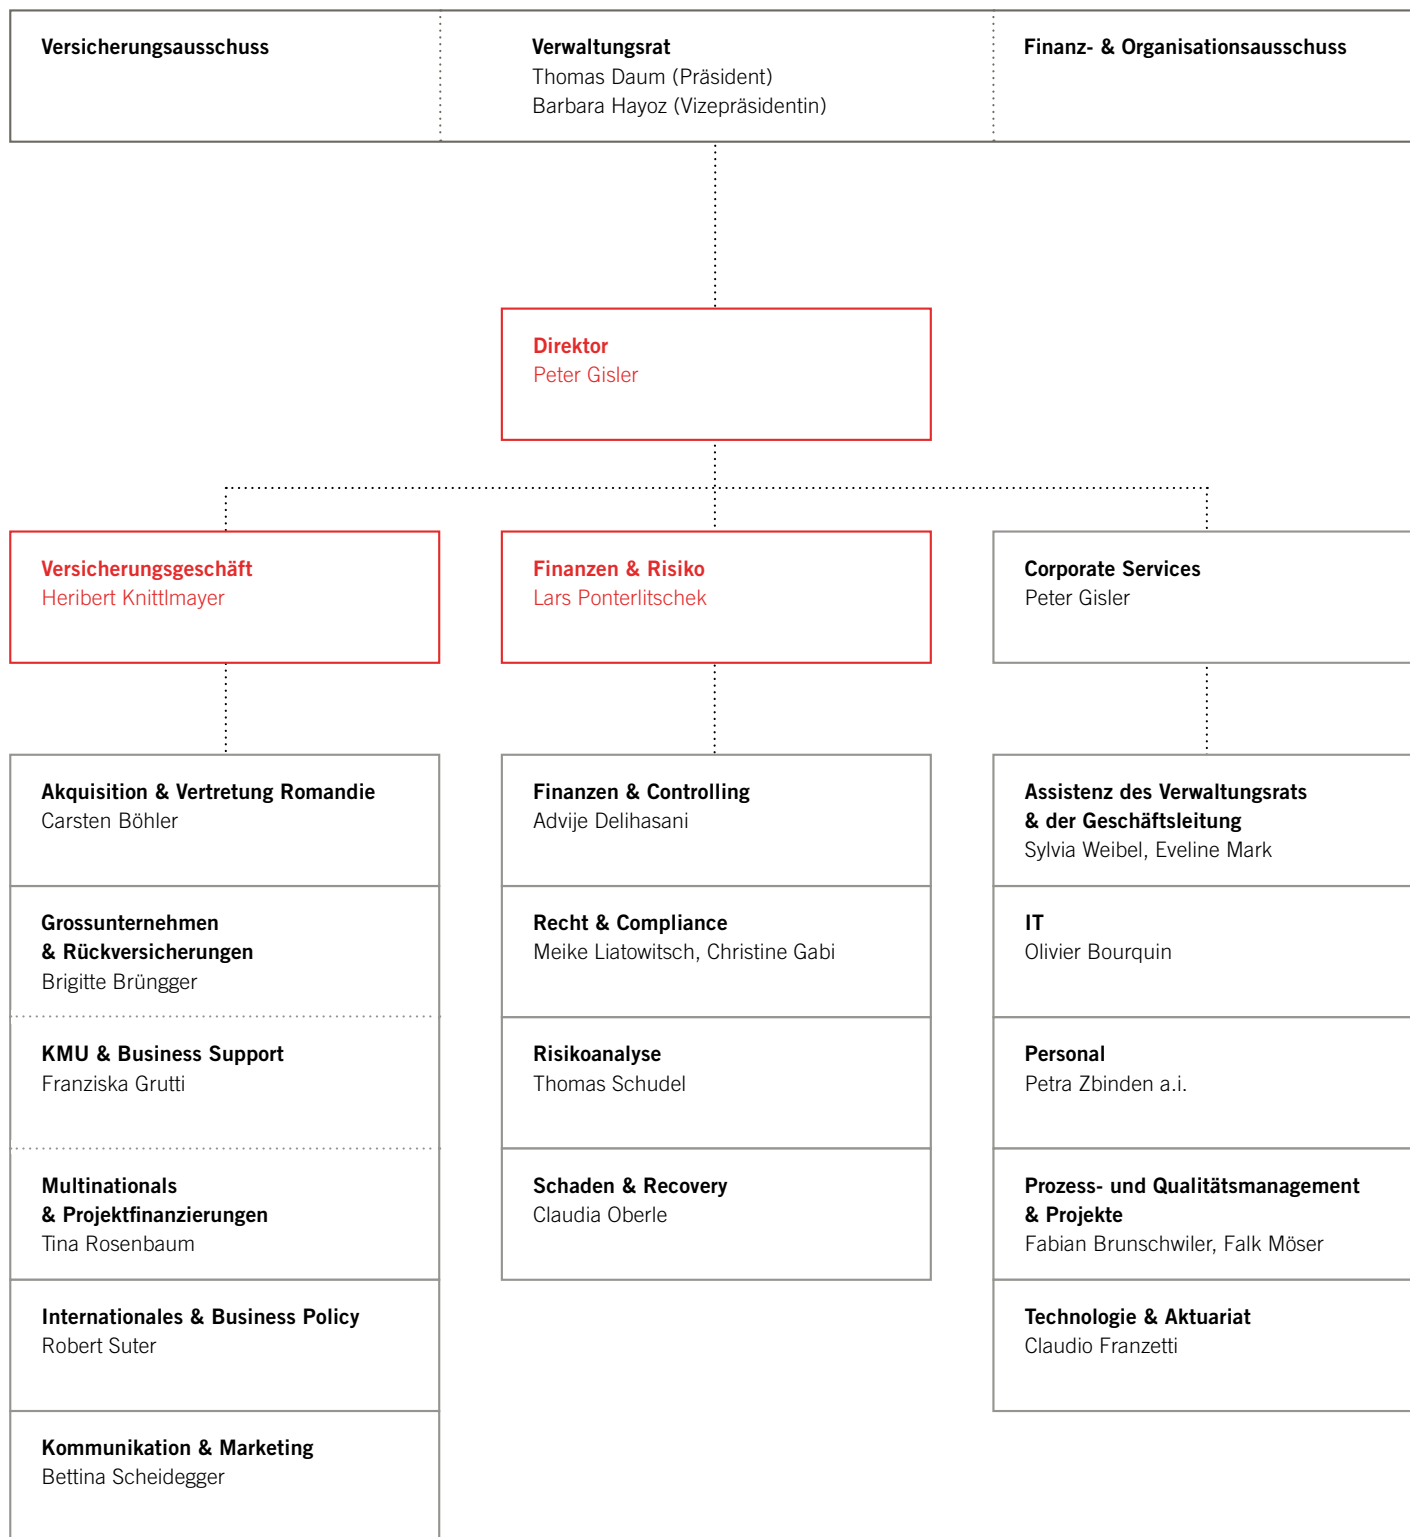 Versicherungsausschuss
Verwaltungsrat
Thomas Daum (Präsident)
Barbara Hayoz (Vizepräsidentin)
Finanz- & Organisationsausschuss
Direktor
Peter Gisler
Versicherungsgeschäft
Heribert Knittlmayer
Finanzen & Risiko
Lars Ponterlitschek
Corporate Services
Peter Gisler
Akquisition & Vertretung Romandie
Carsten Böhler
Grossunternehmen
& Rückversicherungen
Brigitte Brüngger
KMU & Business Support
Franziska Grutti
Multinationals
& Projektfinanzierungen
Tina Rosenbaum
Internationales & Business Policy
Robert Suter
Kommunikation & Marketing
Bettina Scheidegger
Finanzen & Controlling
Advije Delihasani
Recht & Compliance
Meike Liatowitsch, Christine Gabi
Risikoanalyse
Thomas Schudel
Schaden & Recovery
Claudia Oberle
Assistenz des Verwaltungsrats
& der Geschäftsleitung
Sylvia Weibel, Eveline Mark
IT
Olivier Bourquin
Personal
Petra Zbinden a.i.
Prozess- und Qualitätsmanagement
& Projekte
Fabian Brunschwiler, Falk Möser
Technologie & Aktuariat
Claudio Franzetti